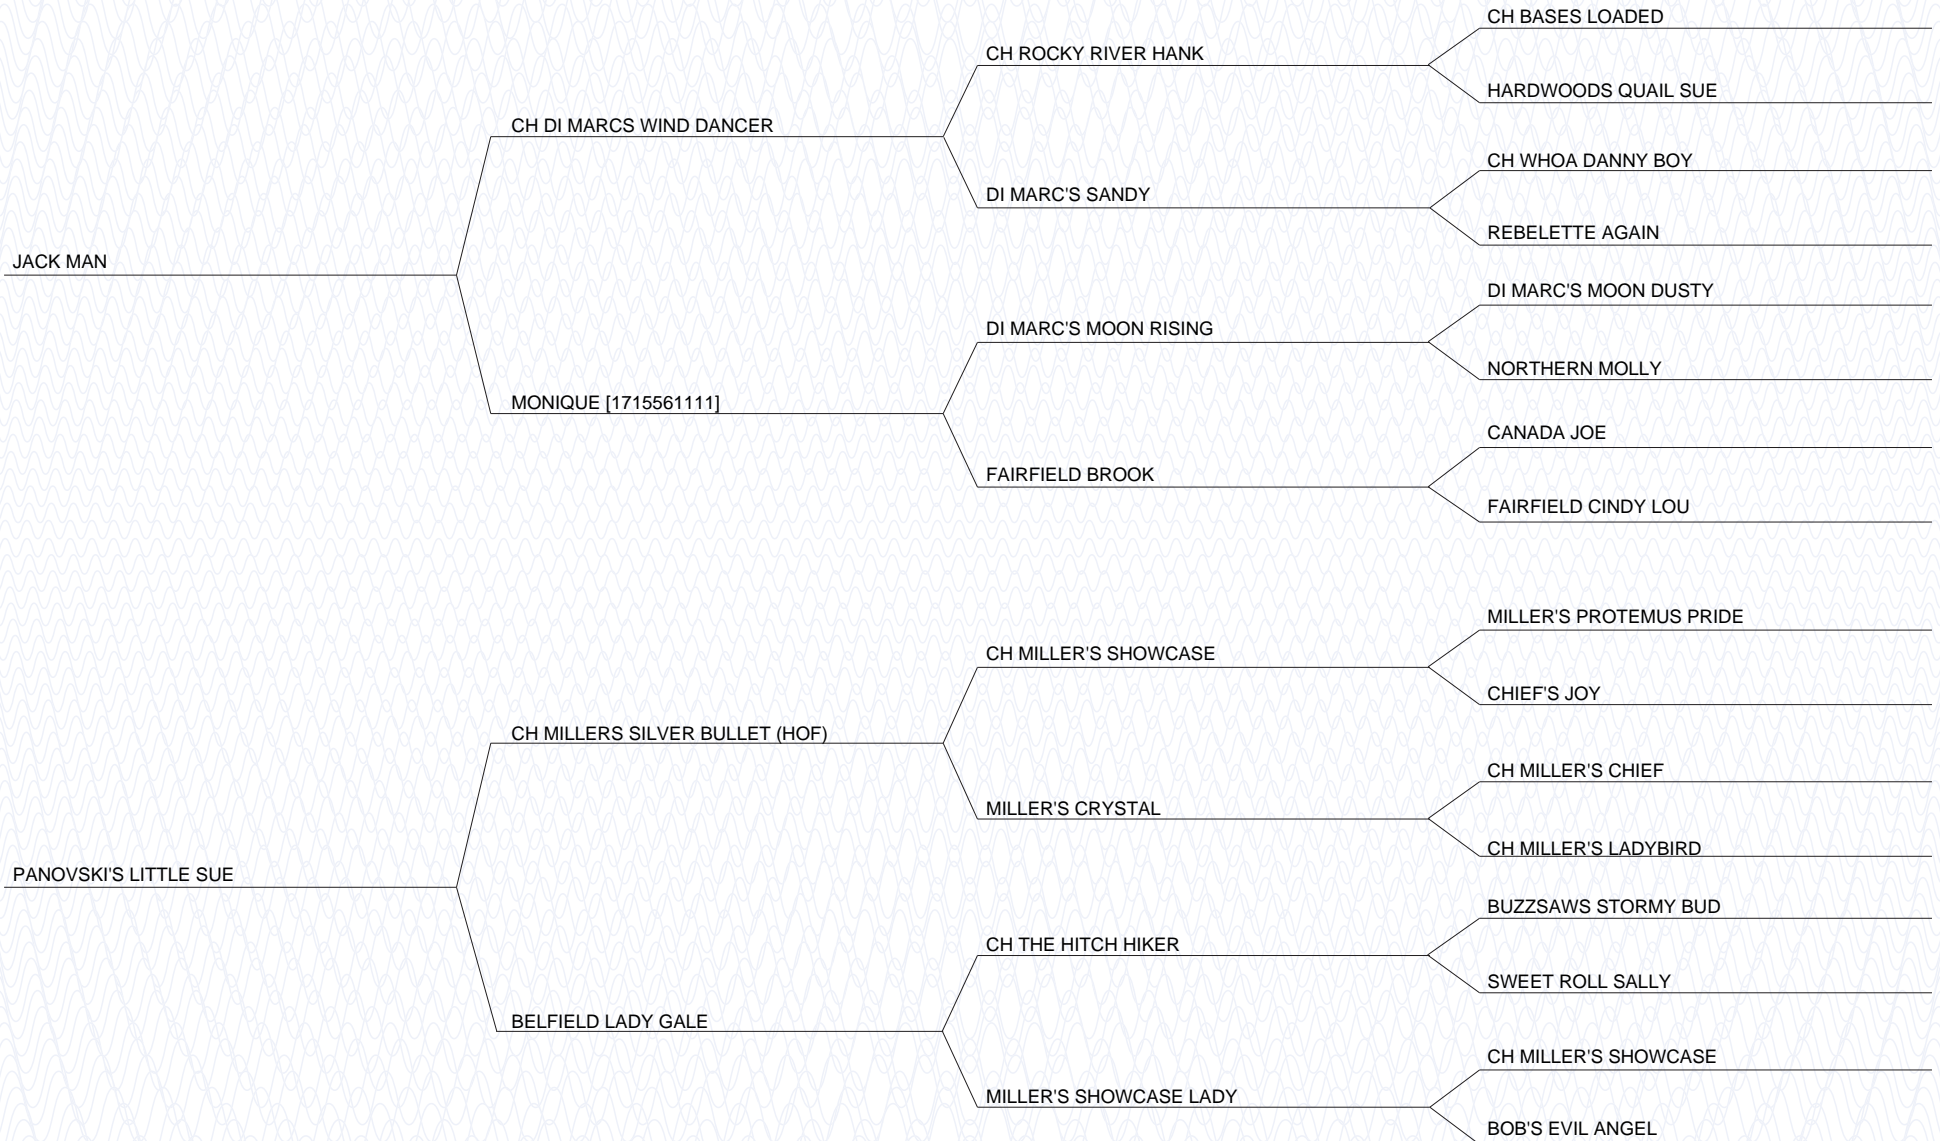 CH BASES LOADED
CH ROCKY RIVER HANK
HARDWOODS QUAIL SUE
CH DI MARCS WIND DANCER
CH WHOA DANNY BOY
DI MARC'S SANDY
REBELETTE AGAIN
JACK MAN
DI MARC'S MOON DUSTY
DI MARC'S MOON RISING
NORTHERN MOLLY
MONIQUE [1715561111]
CANADA JOE
FAIRFIELD BROOK
FAIRFIELD CINDY LOU
MILLER'S PROTEMUS PRIDE
CH MILLER'S SHOWCASE
CHIEF'S JOY
CH MILLERS SILVER BULLET (HOF)
CH MILLER'S CHIEF
MILLER'S CRYSTAL
CH MILLER'S LADYBIRD
PANOVSKI'S LITTLE SUE
BUZZSAWS STORMY BUD
CH THE HITCH HIKER
SWEET ROLL SALLY
BELFIELD LADY GALE
CH MILLER'S SHOWCASE
MILLER'S SHOWCASE LADY
BOB'S EVIL ANGEL